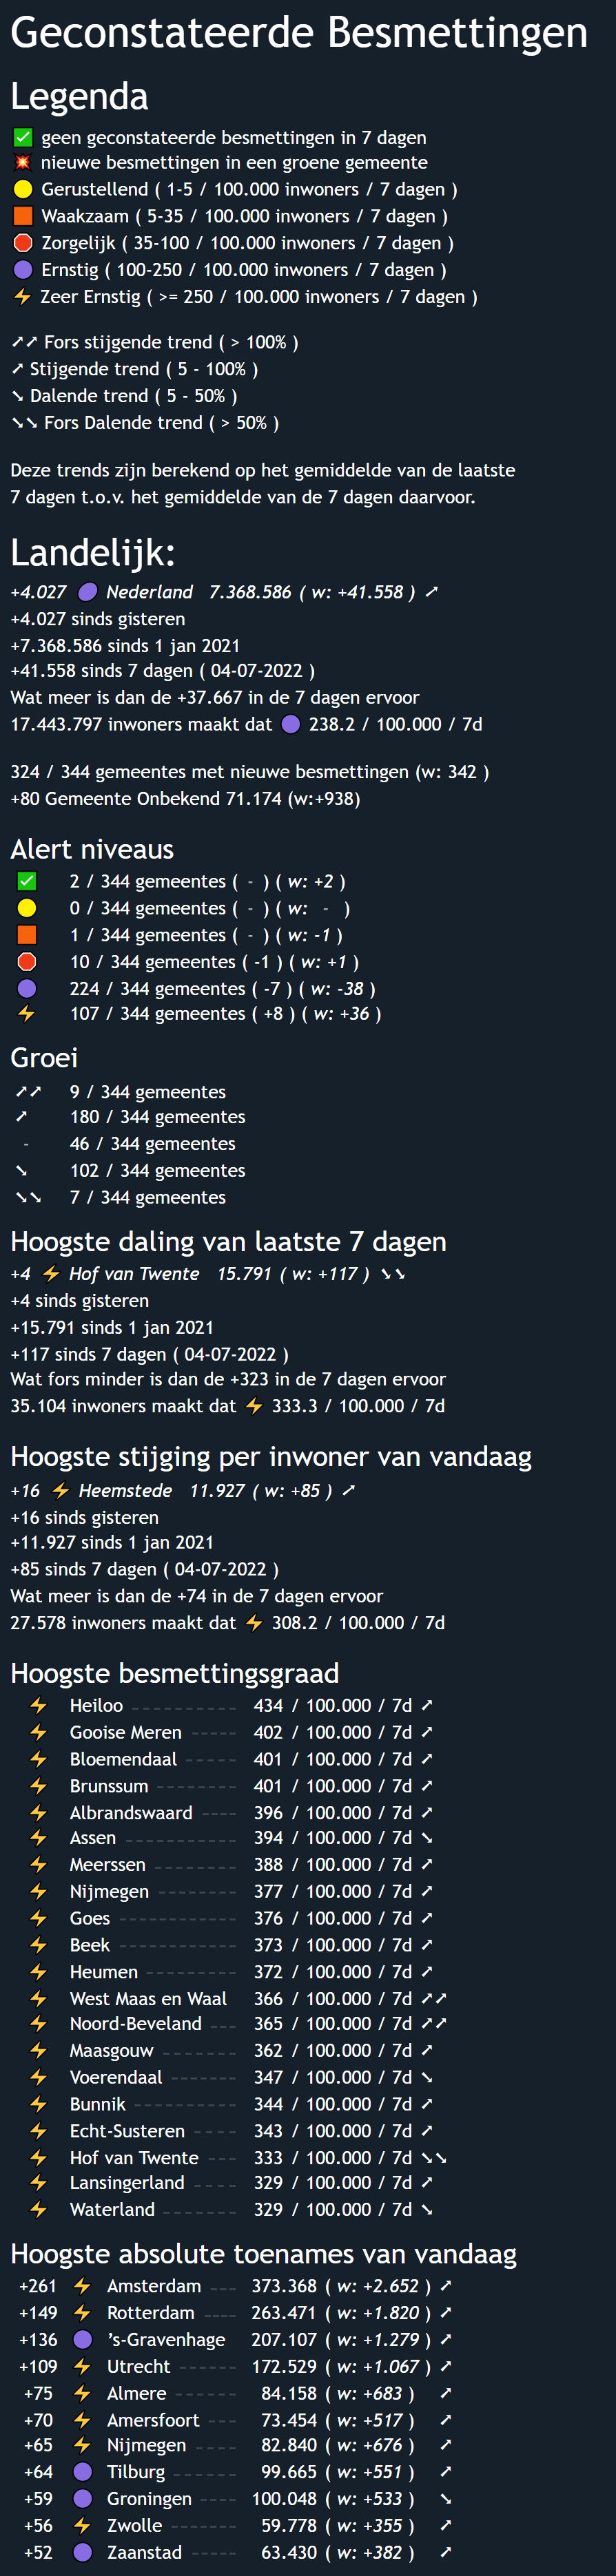 Geconstateerde Besmettingen
Legenda
✅ geen geconstateerde besmettingen in 7 dagen
💥 nieuwe besmettingen in een groene gemeente
🟡 Gerustellend ( 1-5 / 100.000 inwoners / 7 dagen )
🟧 Waakzaam ( 5-35 / 100.000 inwoners / 7 dagen )
🛑 Zorgelijk ( 35-100 / 100.000 inwoners / 7 dagen )
🟣 Ernstig ( 100-250 / 100.000 inwoners / 7 dagen )
⚡ Zeer Ernstig ( >= 250 / 100.000 inwoners / 7 dagen )
➚➚ Fors stijgende trend ( > 100% )
➚ Stijgende trend ( 5 - 100% )
➘ Dalende trend ( 5 - 50% )
➘➘ Fors Dalende trend ( > 50% )
Deze trends zijn berekend op het gemiddelde van de laatste
7 dagen t.o.v. het gemiddelde van de 7 dagen daarvoor.
Landelijk:
+4.027 🟣 Nederland 7.368.586 ( w: +41.558 ) ➚
+4.027 sinds gisteren
+7.368.586 sinds 1 jan 2021
+41.558 sinds 7 dagen ( 04-07-2022 )
Wat meer is dan de +37.667 in de 7 dagen ervoor
17.443.797 inwoners maakt dat 🟣 238.2 / 100.000 / 7d
324 / 344 gemeentes met nieuwe besmettingen (w: 342 )
+80 Gemeente Onbekend 71.174 (w:+938)
Alert niveaus
✅ 2 / 344 gemeentes ( - ) ( w: +2 )
🟡 0 / 344 gemeentes ( - ) ( w: - )
🟧 1 / 344 gemeentes ( - ) ( w: -1 )
🛑 10 / 344 gemeentes ( -1 ) ( w: +1 )
🟣 224 / 344 gemeentes ( -7 ) ( w: -38 )
⚡ 107 / 344 gemeentes ( +8 ) ( w: +36 )
Groei
➚➚ 9 / 344 gemeentes
➚ 180 / 344 gemeentes
- 46 / 344 gemeentes
➘ 102 / 344 gemeentes
➘➘ 7 / 344 gemeentes
Hoogste daling van laatste 7 dagen
+4 ⚡ Hof van Twente 15.791 ( w: +117 ) ➘➘
+4 sinds gisteren
+15.791 sinds 1 jan 2021
+117 sinds 7 dagen ( 04-07-2022 )
Wat fors minder is dan de +323 in de 7 dagen ervoor
35.104 inwoners maakt dat ⚡ 333.3 / 100.000 / 7d
Hoogste stijging per inwoner van vandaag
+16 ⚡ Heemstede 11.927 ( w: +85 ) ➚
+16 sinds gisteren
+11.927 sinds 1 jan 2021
+85 sinds 7 dagen ( 04-07-2022 )
Wat meer is dan de +74 in de 7 dagen ervoor
27.578 inwoners maakt dat ⚡ 308.2 / 100.000 / 7d
Hoogste besmettingsgraad
⚡ Heiloo 434 / 100.000 / 7d ➚
⚡ Gooise Meren 402 / 100.000 / 7d ➚
⚡ Bloemendaal 401 / 100.000 / 7d ➚
⚡ Brunssum 401 / 100.000 / 7d ➚
⚡ Albrandswaard 396 / 100.000 / 7d ➚
⚡ Assen 394 / 100.000 / 7d ➘
⚡ Meerssen 388 / 100.000 / 7d ➚
⚡ Nijmegen 377 / 100.000 / 7d ➚
⚡ Goes 376 / 100.000 / 7d ➚
⚡ Beek 373 / 100.000 / 7d ➚
⚡ Heumen 372 / 100.000 / 7d ➚
⚡ West Maas en Waal 366 / 100.000 / 7d ➚➚
⚡ Noord-Beveland 365 / 100.000 / 7d ➚➚
⚡ Maasgouw 362 / 100.000 / 7d ➚
⚡ Voerendaal 347 / 100.000 / 7d ➘
⚡ Bunnik 344 / 100.000 / 7d ➚
⚡ Echt-Susteren 343 / 100.000 / 7d ➚
⚡ Hof van Twente 333 / 100.000 / 7d ➘➘
⚡ Lansingerland 329 / 100.000 / 7d ➚
⚡ Waterland 329 / 100.000 / 7d ➘
Hoogste absolute toenames van vandaag
+261 ⚡ Amsterdam 373.368 ( w: +2.652 ) ➚
+149 ⚡ Rotterdam 263.471 ( w: +1.820 ) ➚
+136 🟣 's-Gravenhage 207.107 ( w: +1.279 ) ➚
+109 ⚡ Utrecht 172.529 ( w: +1.067 ) ➚
+75 ⚡ Almere 84.158 ( w: +683 ) ➚
+70 ⚡ Amersfoort 73.454 ( w: +517 ) ➚
+65 ⚡ Nijmegen 82.840 ( w: +676 ) ➚
+64 🟣 Tilburg 99.665 ( w: +551 ) ➚
+59 🟣 Groningen 100.048 ( w: +533 ) ➘
+56 ⚡ Zwolle 59.778 ( w: +355 ) ➚
+52 🟣 Zaanstad 63.430 ( w: +382 ) ➚